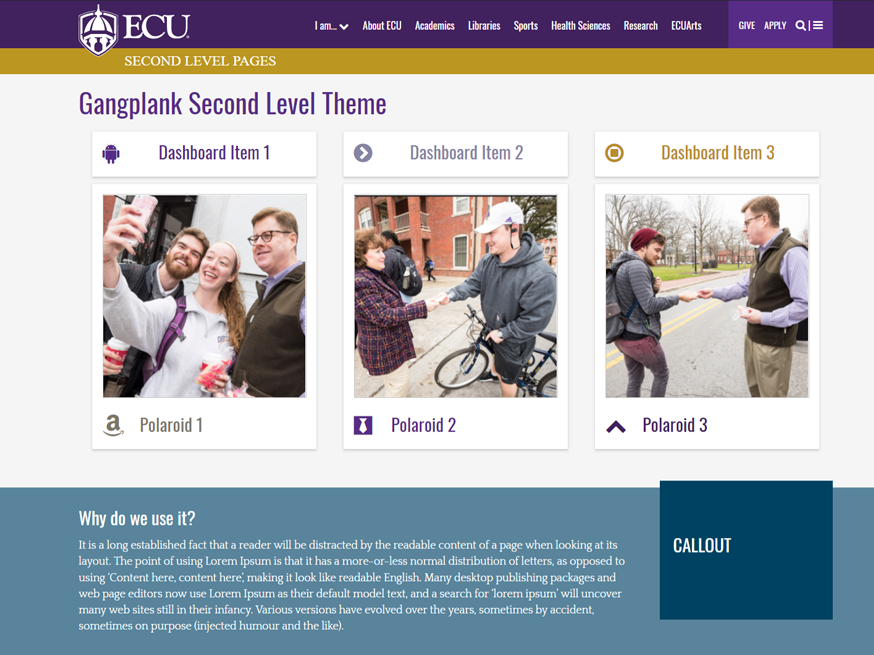 ECU
I am... About ECU Academics Libraries Sports Health Sciences Research ECUArts GIVE APPLY
SECOND LEVEL PAGES
Gangplank Second Level Theme
Dashboard Item 1
Dashboard Item 2
Dashboard Item 3
Polaroid 1
Polaroid 2
Polaroid 3
Why do we use it?
It is a long established fact that a reader will be distracted by the readable content of a page when looking at its
layout. The point of using Lorem Ipsum is that it has a more-or-less normal distribution of letters, as opposed to
using 'Content here, content here', making it look like readable English. Many desktop publishing packages and
web page editors now use Lorem Ipsum as their default model text, and a search for 'lorem ipsum' will uncover
many web sites still in their infancy. Various versions have evolved over the years, sometimes by accident,
sometimes on purpose (injected humour and the like).
CALLOUT